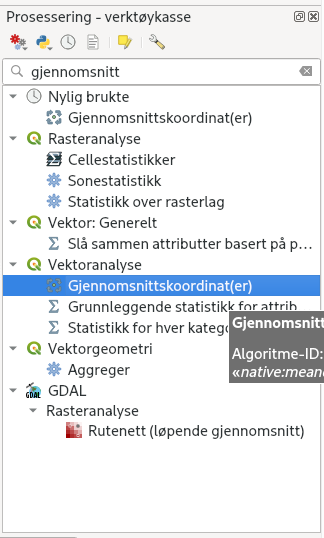 Prosessering - verktøykasse
gjennomsnitt
Nylig brukte
Gjennomsnittskoordinat(er)
Rasteranalyse
Cellestatistikker
Sonestatistikk
Statistikk over rasterlag
Vektor: Generelt
Slå sammen attributter basert på p…
Vektoranalyse
Gjennomsnittskoordinat(er)
Grunnleggende statistikk for attrib
Statistikk for hver katego
Gjennomsnitt
Algoritme-ID:
«native:mean
Vektorgeometri
Aggreger
GDAL
Rasteranalyse
Rutenett (løpende gjennomsnitt)